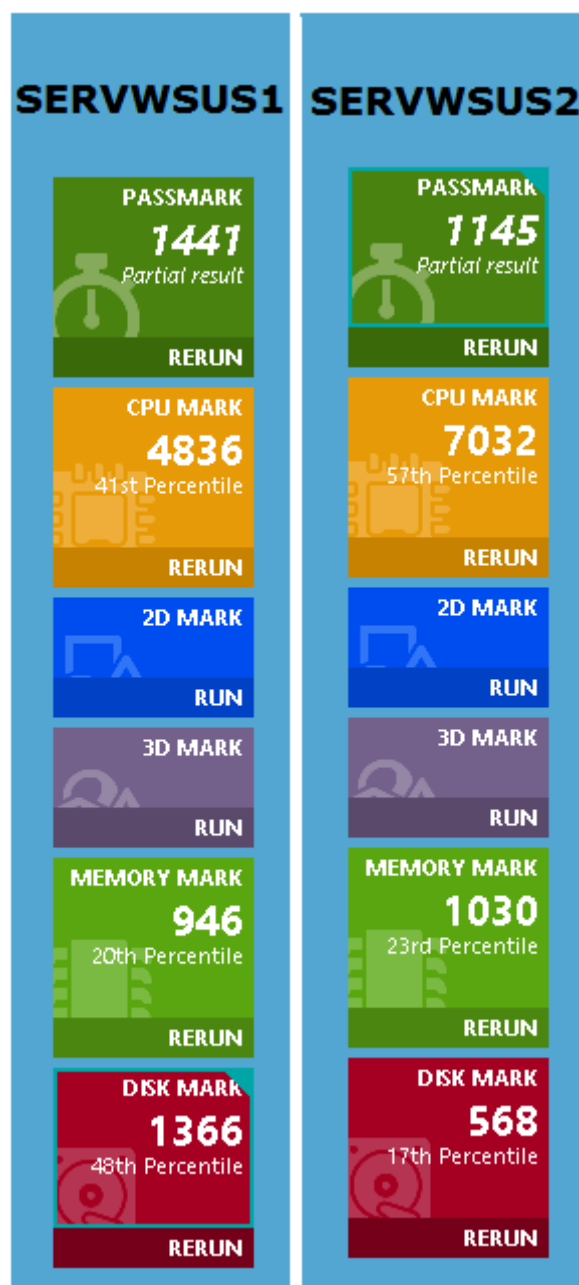 SERVWSUS1
PASSMARK
1441
Partial result
RERUN
CPU MARK
4836
41st Percentile
RERUN
2D MARK
RUN
3D MARK
RUN
MEMORY MARK
946
20th Percentile
RERUN
DISK MARK
1366
48th Percentile
RERUN
SERVWSUS2
PASSMARK
1145
Partial result
RERUN
CPU MARK
7032
57th Percentile
RERUN
2D MARK
RUN
3D MARK
RUN
MEMORY MARK
1030
23rd Percentile
RERUN
DISK MARK
568
17th Percentile
RERUN